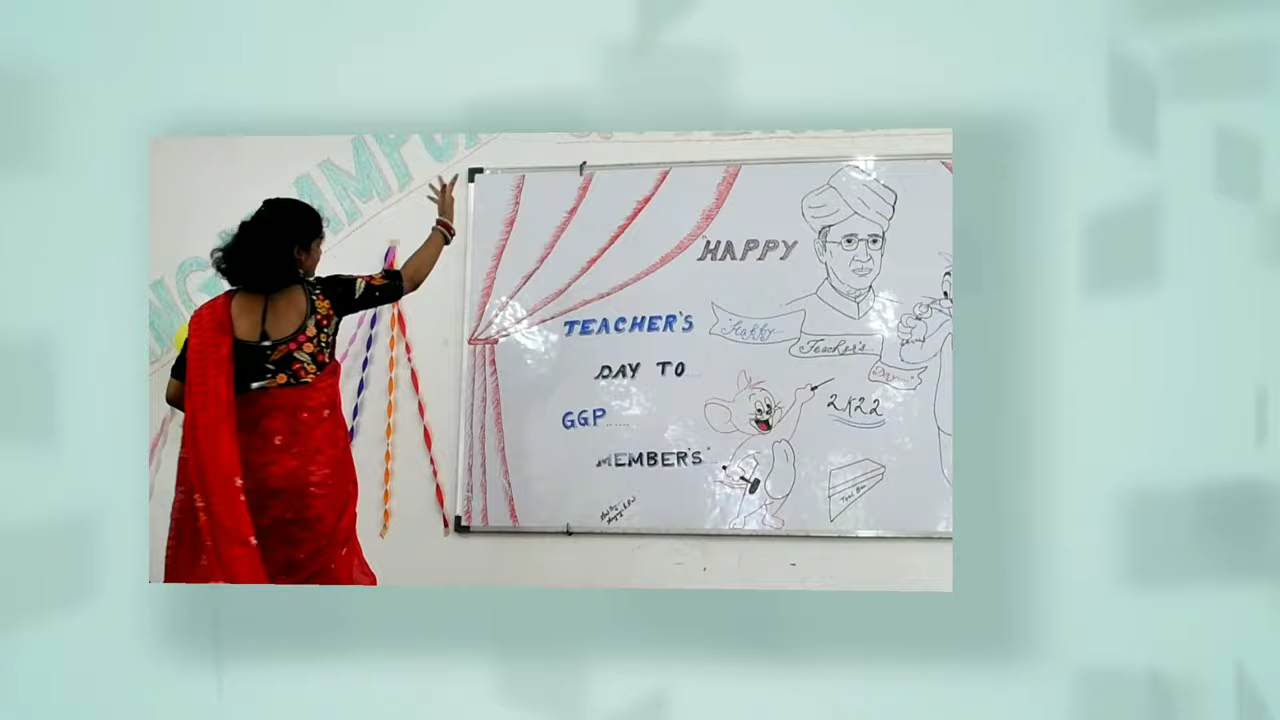 "HAPPY
TEACHER'S
DAY TO...
GGP......
MEMBER'S"
"Happy
Teacher's
Day..."
2K22